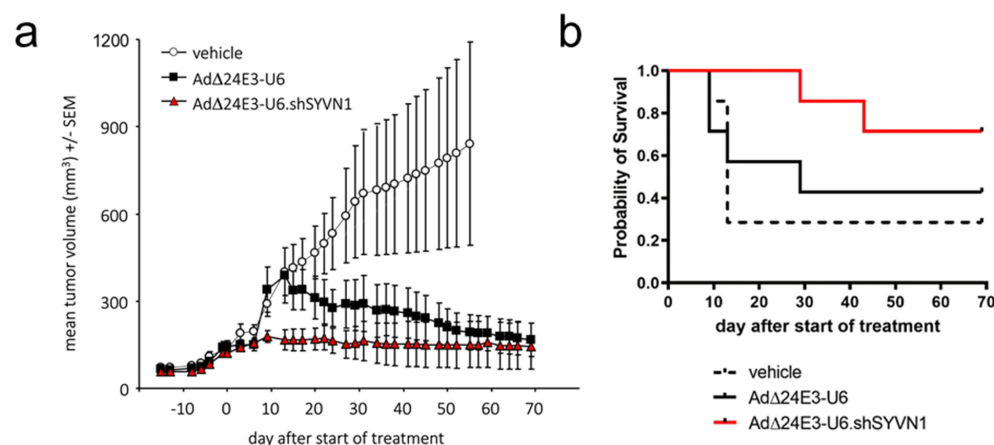 a
mean tumor volume (mm³) +/- SEM
1200
900
600
300
0
vehicle
AdΔ24E3-U6
AdΔ24E3-U6.shSYVN1
-10 0 10 20 30 40 50 60 70
day after start of treatment
b
Probability of Survival
1.0
0.8
0.6
0.4
0.2
0.0
0 10 20 30 40 50 60 70
day after start of treatment
vehicle
AdΔ24E3-U6
AdΔ24E3-U6.shSYVN1